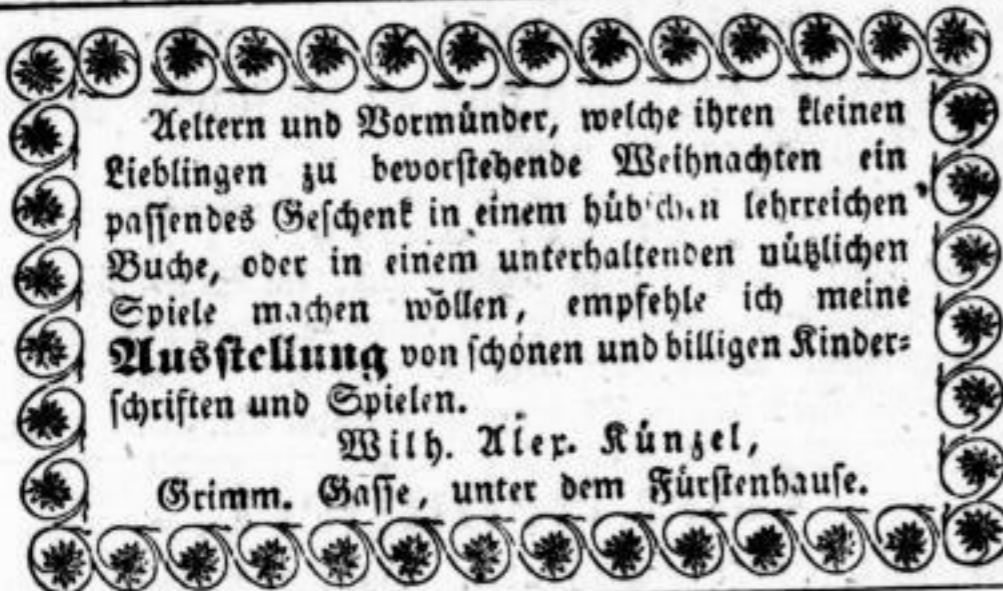 Aeltern und Vormünder, welche ihren kleinen
Lieblingen zu bevorstehende Weihnachten ein
passendes Geschenk in einem hübschen lehrreichen
Buche, oder in einem unterhaltenden nützlichen
Spiele machen wollen, empfehle ich meine
Ausstellung von schönen und billigen Kinder-
schriften und Spielen.
Wilh. Alex. Künzel,
Grimm. Gasse, unter dem Fürstenhause.